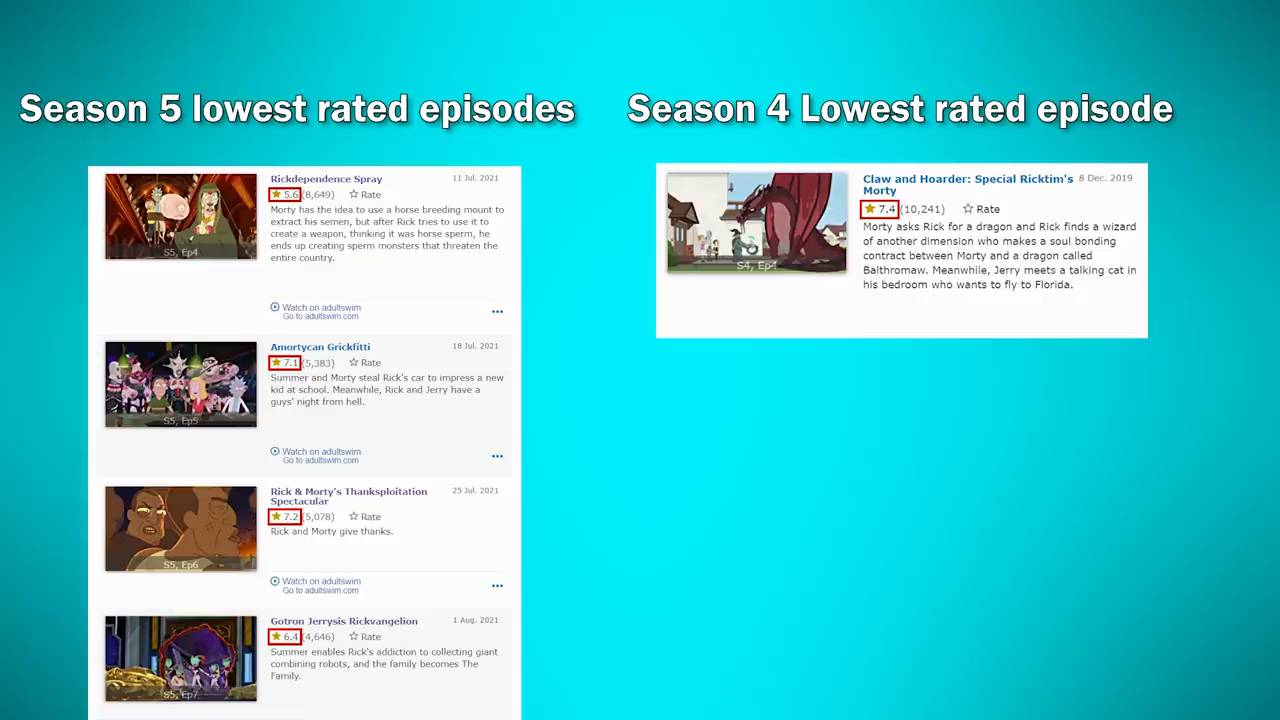 Season 5 lowest rated episodes
Rickdependence Spray
11 Jul. 2021
5.6 (8,649) Rate
Morty has the idea to use a horse breeding mount to
extract his semen, but after Rick tries to use it to
create a weapon, thinking it was horse sperm, he
ends up creating sperm monsters that threaten the
entire country.
S5, Ep4
Watch on adultswim
Go to adultswim.com
Amortycan Grickfitti
18 Jul. 2021
7.1 (5,383) Rate
Summer and Morty steal Rick's car to impress a new
kid at school. Meanwhile, Rick and Jerry have a
guys' night from hell.
S5, Ep5
Watch on adultswim
Go to adultswim.com
Rick & Morty's Thanksploitation
Spectacular
25 Jul. 2021
7.2 (5,078) Rate
Rick and Morty give thanks.
S5, Ep6
Watch on adultswim
Go to adultswim.com
Gotron Jerrysis Rickvangelion
1 Aug. 2021
6.4 (4,646) Rate
Summer enables Rick's addiction to collecting giant
combining robots, and the family becomes The
Family.
S5, Ep7
Season 4 Lowest rated episode
Claw and Hoarder: Special Ricktim's
Morty
8 Dec. 2019
7.4 (10,241) Rate
Morty asks Rick for a dragon and Rick finds a wizard
of another dimension who makes a soul bonding
contract between Morty and a dragon called
Balthromaw. Meanwhile, Jerry meets a talking cat in
his bedroom who wants to fly to Florida.
S4, Ep4